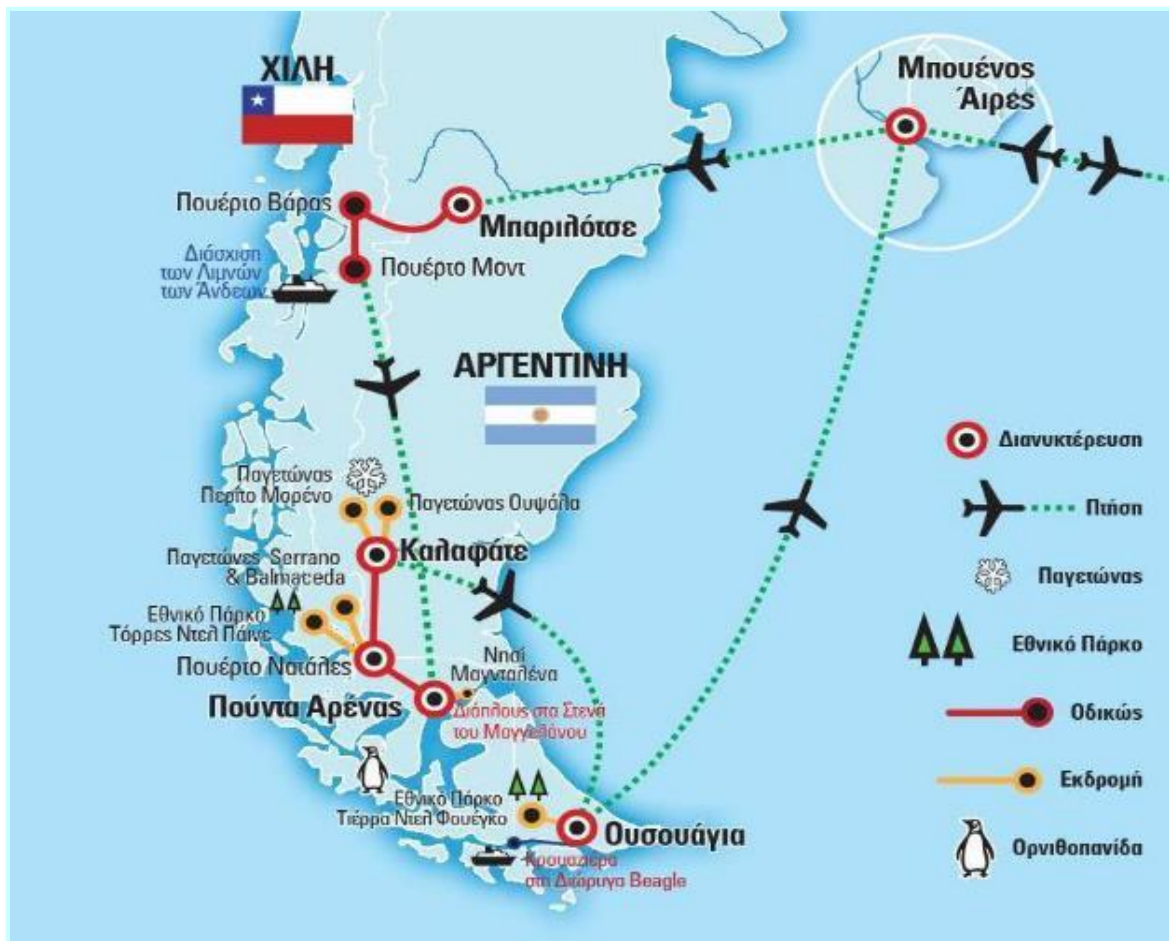 ΧΙΛΗ
Μπουένος
Άιρες
Πουέρτο Βάρας
Μπαριλότσε
Διάσχιση
των Λιμνών
των Άνδεων
Πουέρτο Μοντ
ΑΡΓΕΝΤΙΝΗ
Διανυκτέρευση
Παγετώνας
Περίτο Μορένο
Παγετώνας Ουψάλα
Πτήση
Καλαφάτε
Παγετώνες Serrano
& Balmaceda
Παγετώνας
Εθνικό Πάρκο
Τόρρες Ντελ Πάινε
Πουέρτο Νατάλες
Νησί
Μαγνταλένα
Εθνικό Πάρκο
Πούντα Αρένας
Διάπλους στα Στενά
του Μαγγελάνου
Οδικώς
Εθνικό Πάρκο
Τιέρρα Ντελ Φουέγκο
Εκδρομή
Ουσουάγια
Κρουαζιέρα
στη Διώρυγα Beagle
Ορνιθοπανίδα